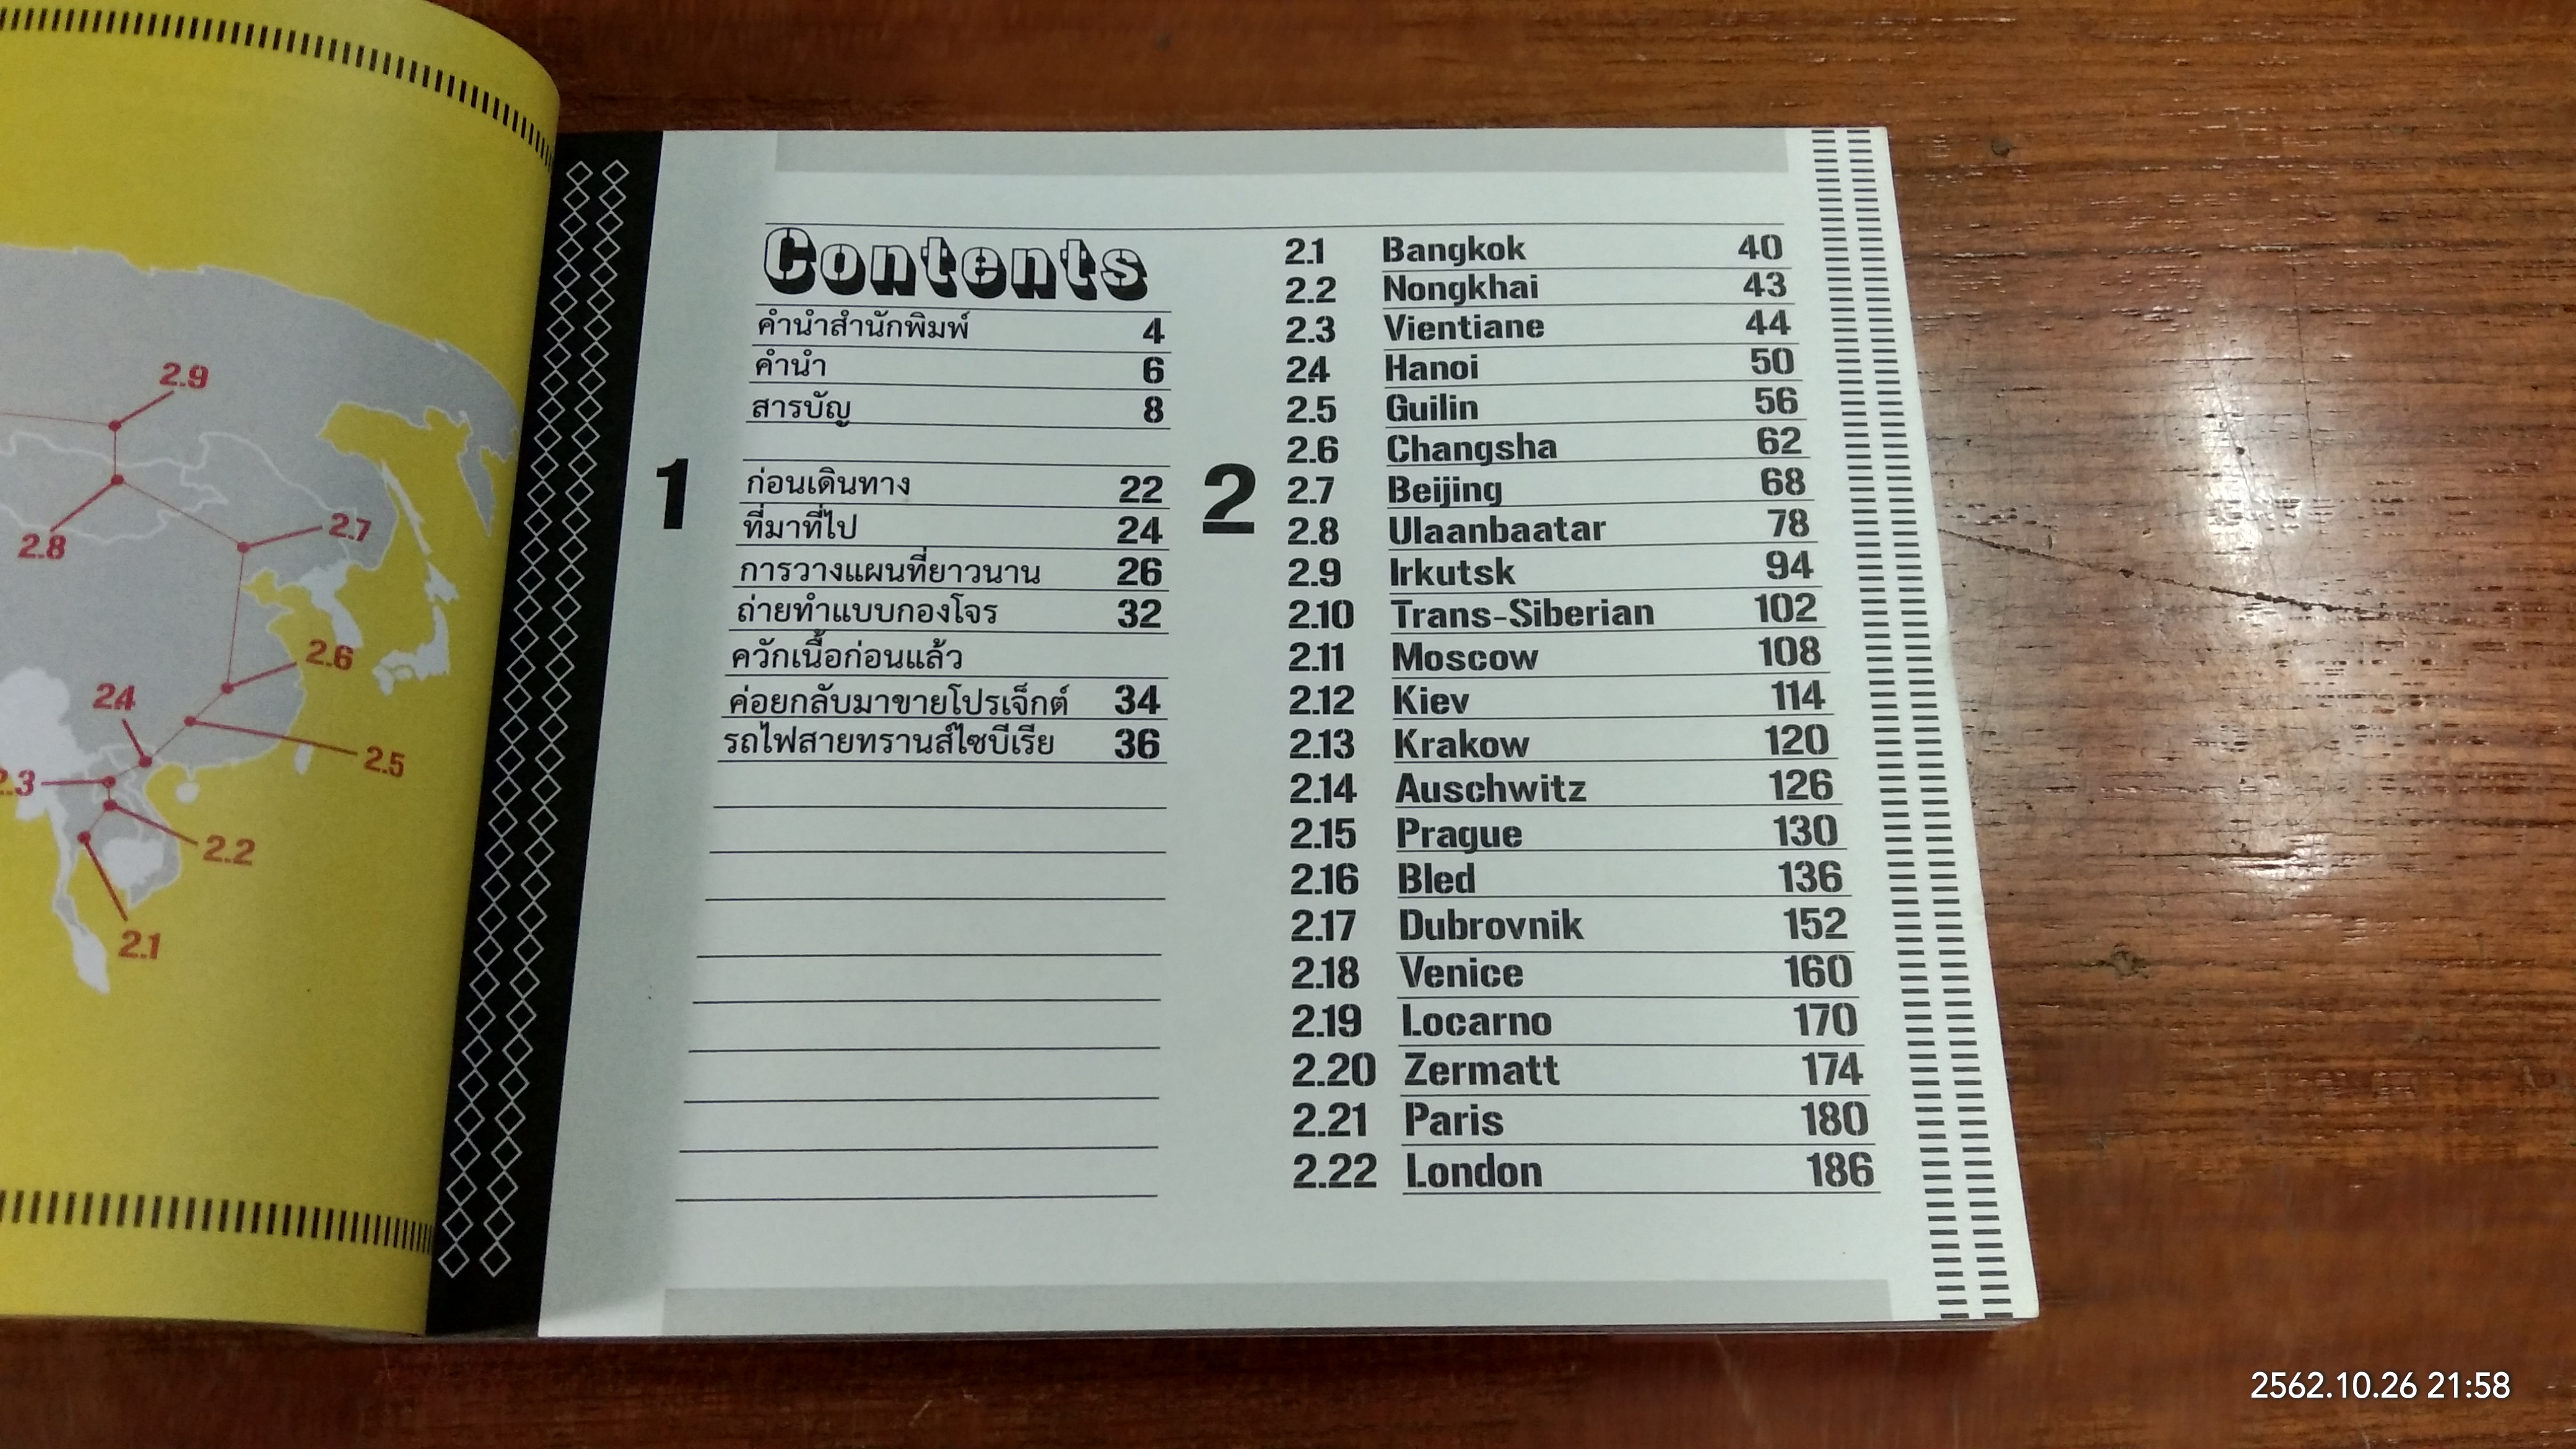 2.9
2.8
2.7
2.6
24
2.5
2.3
2.2
2.1
Contents
คำนำสำนักพิมพ์ 4
คำนำ 6
สารบัญ 8
1
ก่อนเดินทาง 22
ที่มาที่ไป 24
การวางแผนที่ยาวนาน 26
ถ่ายทำแบบกองโจร 32
ควักเนื้อก่อนแล้ว
ค่อยกลับมาขายโปรเจ็กต์ 34
รถไฟสายทรานส์ไซบีเรีย 36
2
2.1 Bangkok 40
2.2 Nongkhai 43
2.3 Vientiane 44
24 Hanoi 50
2.5 Guilin 56
2.6 Changsha 62
2.7 Beijing 68
2.8 Ulaanbaatar 78
2.9 Irkutsk 94
2.10 Trans-Siberian 102
2.11 Moscow 108
2.12 Kiev 114
2.13 Krakow 120
2.14 Auschwitz 126
2.15 Prague 130
2.16 Bled 136
2.17 Dubrovnik 152
2.18 Venice 160
2.19 Locarno 170
2.20 Zermatt 174
2.21 Paris 180
2.22 London 186
2562.10.26 21:58